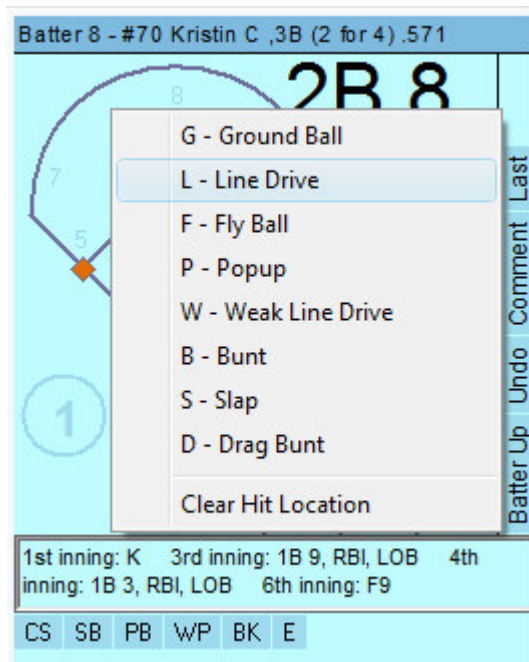 Batter 8 - #70 Kristin C ,3B (2 for 4) .571
2B 8
8
7
5
1
G - Ground Ball
L - Line Drive
F - Fly Ball
P - Popup
W - Weak Line Drive
B - Bunt
S - Slap
D - Drag Bunt
Clear Hit Location
Last
Comment
Undo
Batter Up
1st inning: K 3rd inning: 1B 9, RBI, LOB 4th
inning: 1B 3, RBI, LOB 6th inning: F9
CS SB PB WP BK E